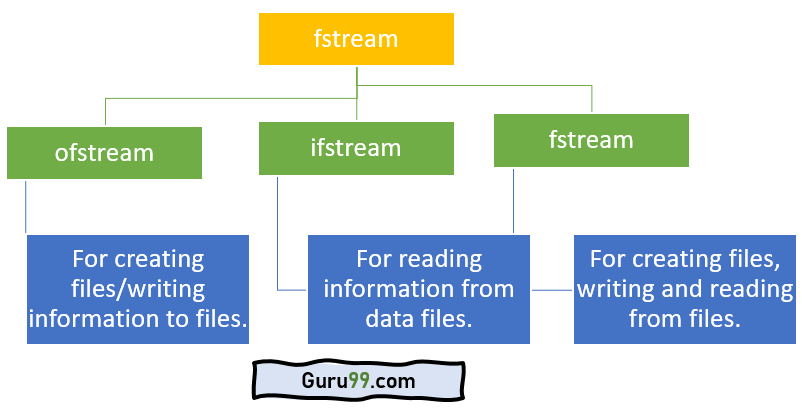 fstream
ofstream
ifstream
fstream
For creating
files/writing
information to files.
For reading
information from
data files.
For creating files,
writing and reading
from files.
Guru99.com